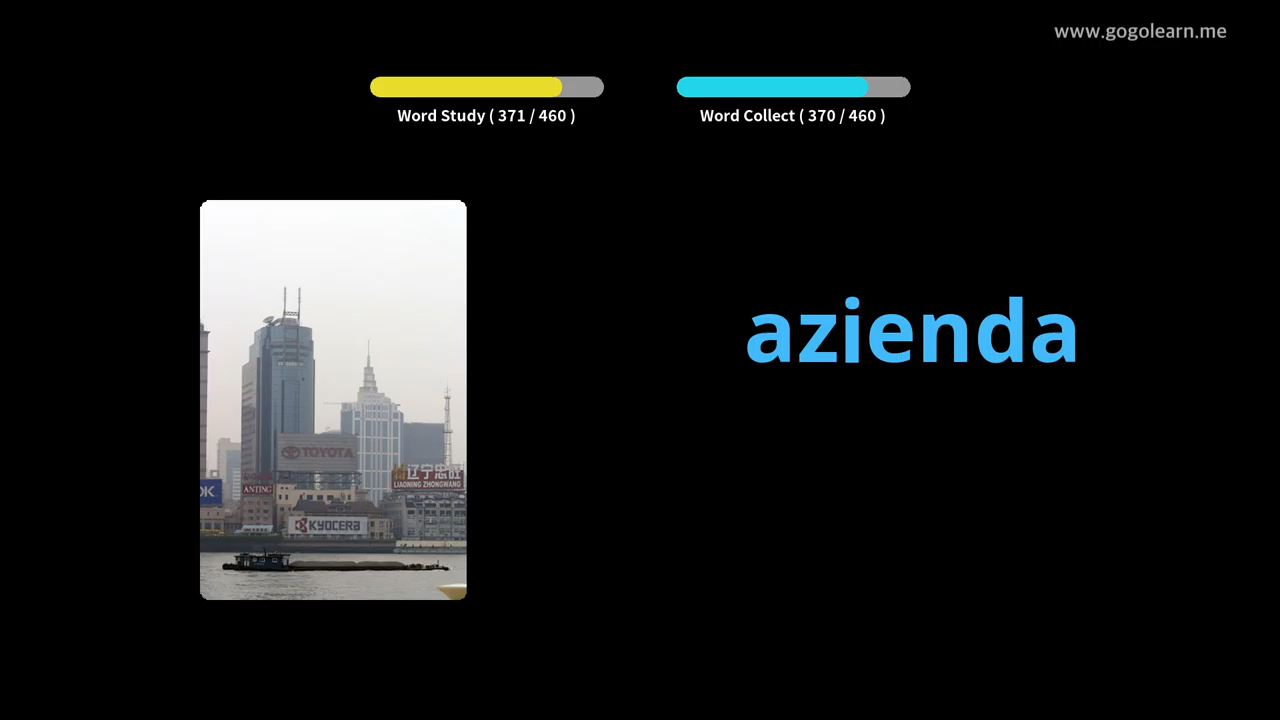 www.gogolearn.me
Word Study ( 371 / 460 )
Word Collect ( 370 / 460 )
azienda
TOYOTA
辽宁忠旺
LIAONING ZHONGWANG
ANTING
KYOCERA